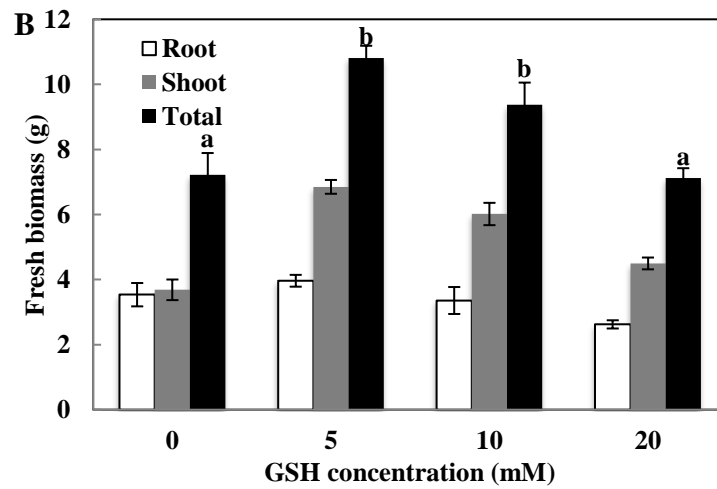 B
12
10
8
6
4
2
0
Fresh biomass (g)
Root
Shoot
Total
a
b
b
a
0 5 10 20
GSH concentration (mM)